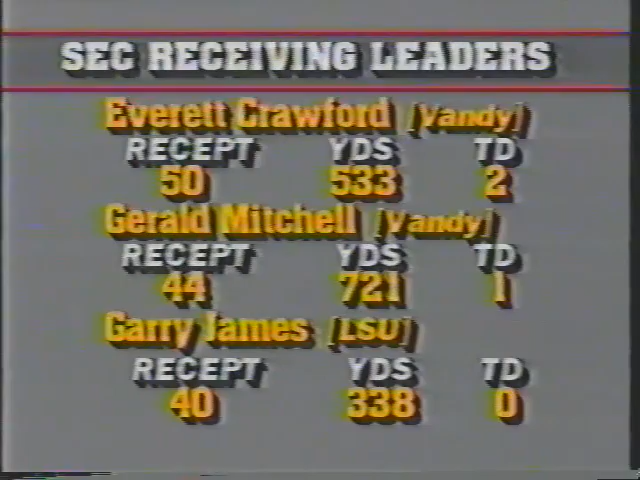 SEC RECEIVING LEADERS
Everett Crawford [Vandy]
RECEPT YDS TD
50 533 2
Gerald Mitchell [Vandy]
RECEPT YDS TD
44 721 1
Garry James [LSU]
RECEPT YDS TD
40 338 0